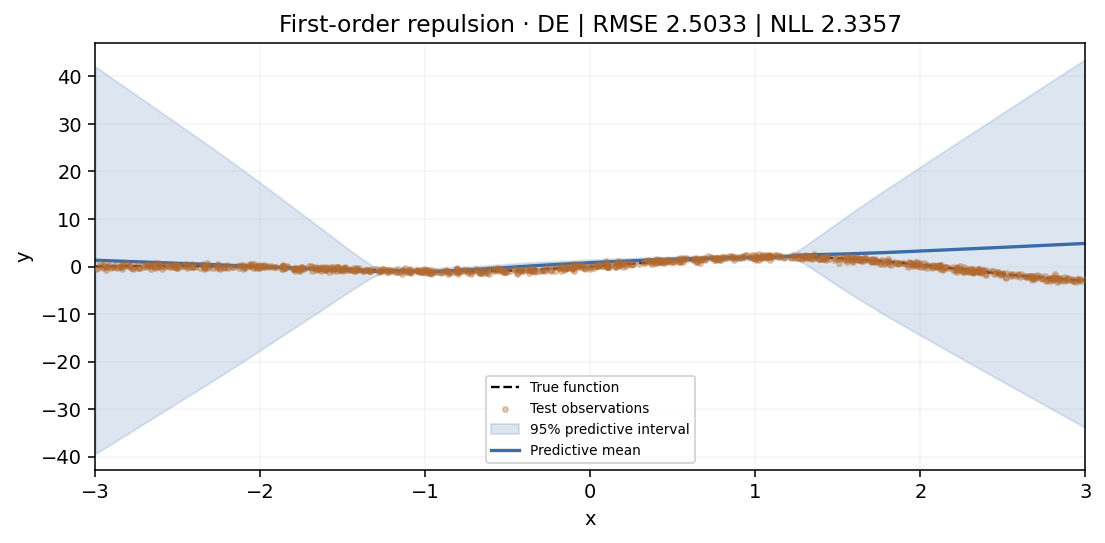 First-order repulsion · DE | RMSE 2.5033 | NLL 2.3357
y
40
30
20
10
0
−10
−20
−30
−40
True function
Test observations
95% predictive interval
Predictive mean
−3 −2 −1 0 1 2 3
x